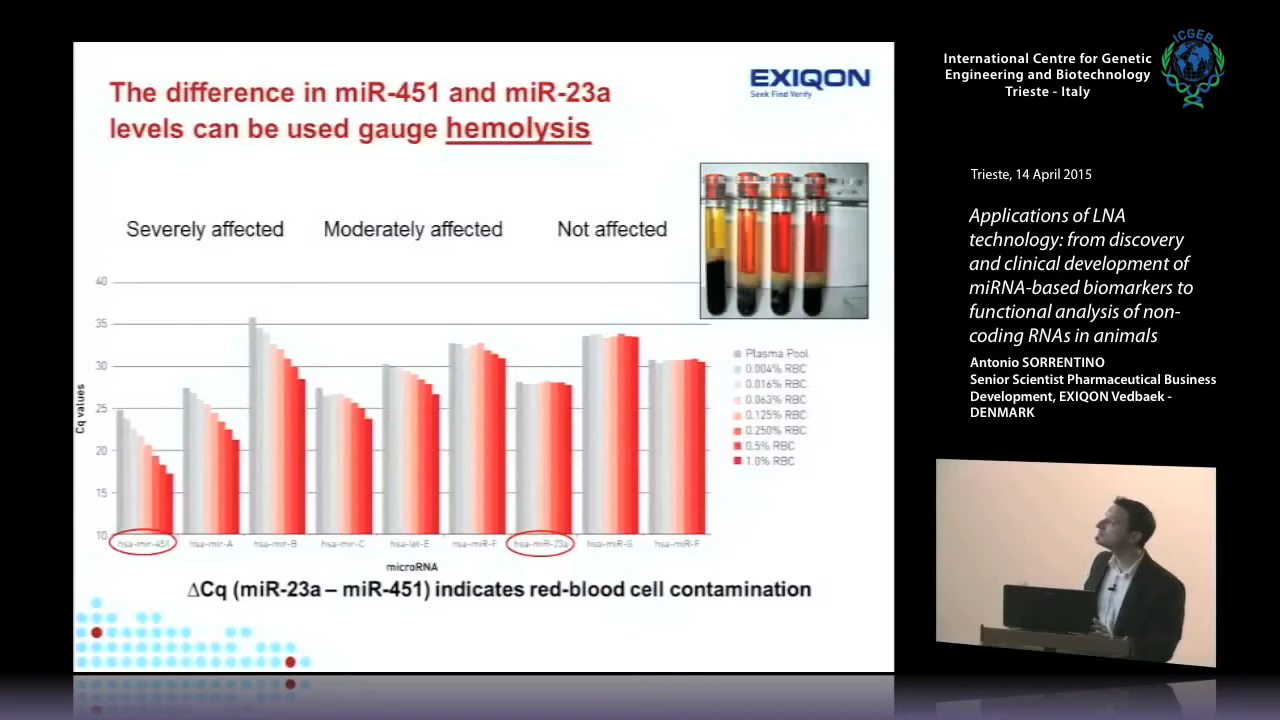 The difference in miR-451 and miR-23a
levels can be used gauge hemolysis
EXIQON
Seek Find Verify
Severely affected
Moderately affected
Not affected
40
35
30
25
20
15
10
Cq values
Plasma Pool
0.004% RBC
0.016% RBC
0.063% RBC
0.125% RBC
0.250% RBC
0.5% RBC
1.0% RBC
hsa-mir-451
hsa-mir-A
hsa-mir-B
hsa-mir-C
hsa-let-E
hsa-miR-F
hsa-miR-23a
hsa-miR-G
hsa-miR-F
microRNA
ΔCq (miR-23a – miR-451) indicates red-blood cell contamination
International Centre for Genetic
Engineering and Biotechnology
Trieste - Italy
ICGEB
Trieste, 14 April 2015
Applications of LNA
technology: from discovery
and clinical development of
miRNA-based biomarkers to
functional analysis of non-
coding RNAs in animals
Antonio SORRENTINO
Senior Scientist Pharmaceutical Business
Development, EXIQON Vedbaek -
DENMARK